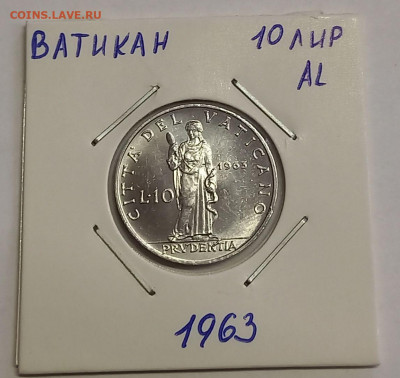 COINS.LAVE.RU
ВАТИКАН 10 ЛИР
AL
CITTA' DEL VATICANO
1963
L.10
PRVDENTIA
1963